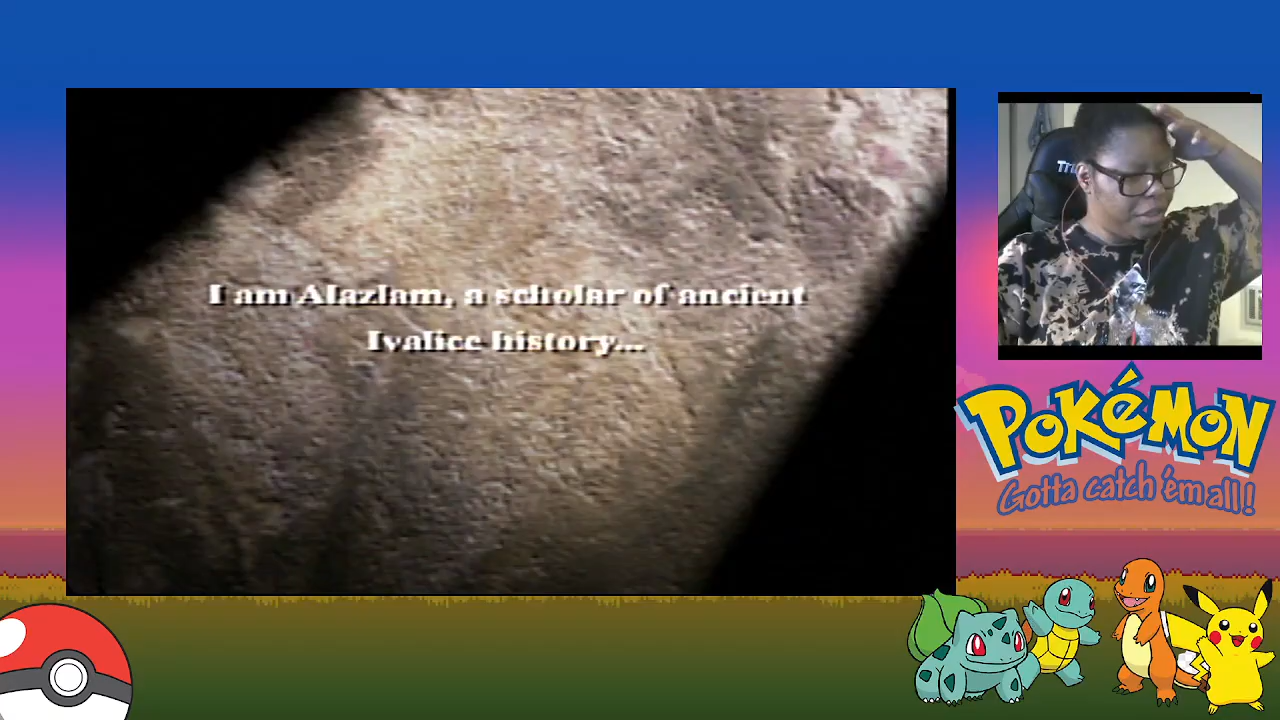 I am Alazlam, a scholar of ancient
Ivalice history...
POKéMON
Gotta catch 'em all!